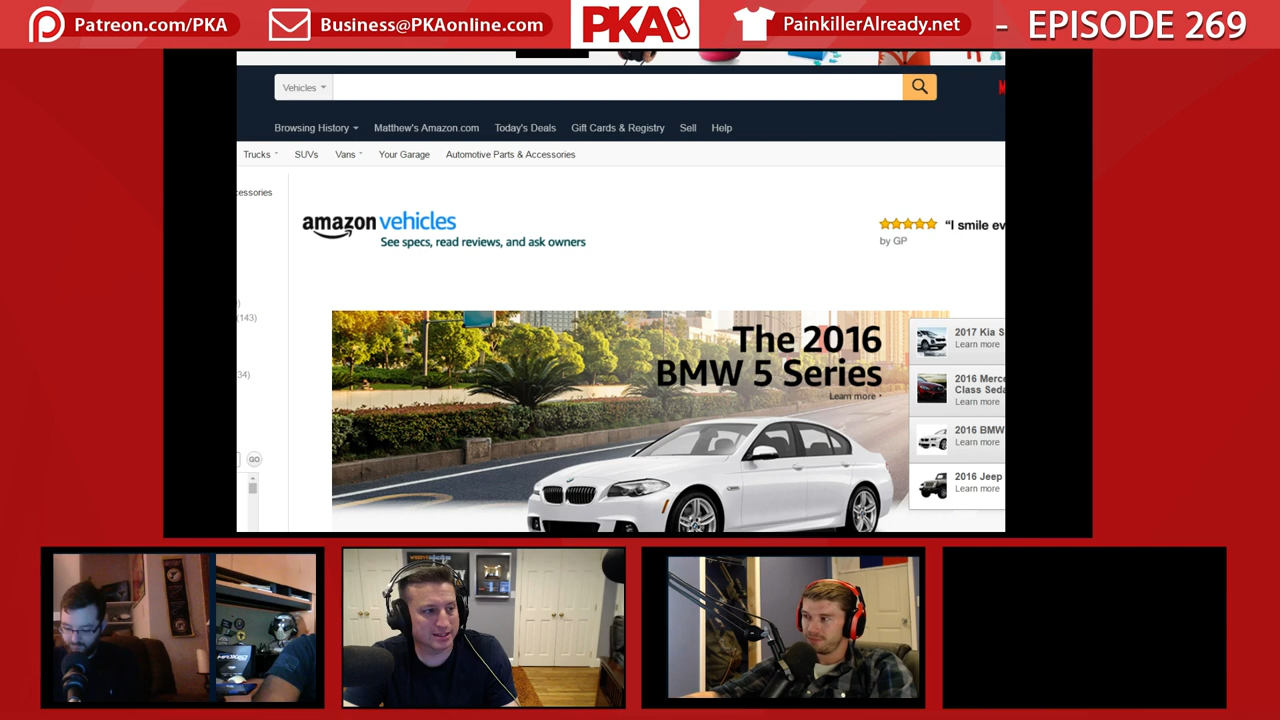 Patreon.com/PKA
Business@PKAonline.com
PKA
PainkillerAlready.net
- EPISODE 269
Vehicles
Browsing History
Matthew's Amazon.com
Today's Deals
Gift Cards & Registry
Sell
Help
Trucks
SUVs
Vans
Your Garage
Automotive Parts & Accessories
cessories
amazon vehicles
See specs, read reviews, and ask owners
"I smile ev
by GP
(143)
34)
GO
The 2016
BMW 5 Series
Learn more
2017 Kia S
Learn more
2016 Merce
Class Seda
Learn more
2016 BMW
Learn more
2016 Jeep
Learn more